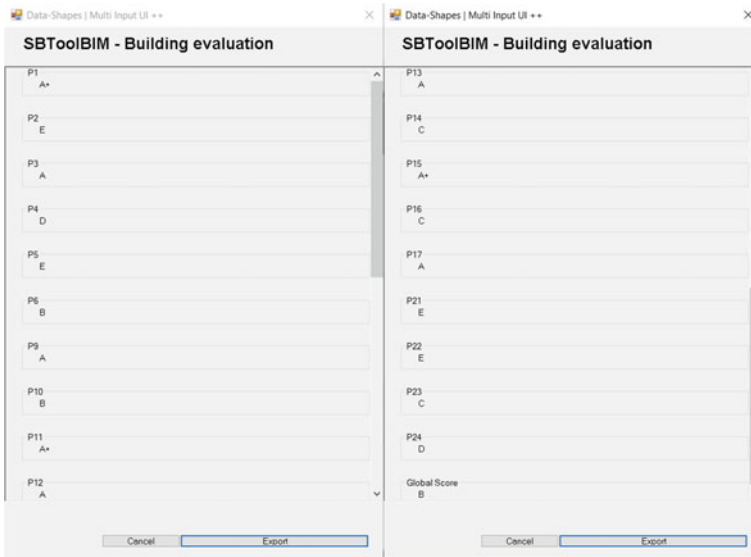 Data-Shapes | Multi Input UI ++
SBToolBIM - Building evaluation
P1
A+
P2
E
P3
A
P4
D
P5
E
P6
B
P9
A
P10
B
P11
A+
P12
A
Cancel
Export
Data-Shapes | Multi Input UI ++
SBToolBIM - Building evaluation
P13
A
P14
C
P15
A+
P16
C
P17
A
P21
E
P22
E
P23
C
P24
D
Global Score
B
Cancel
Export